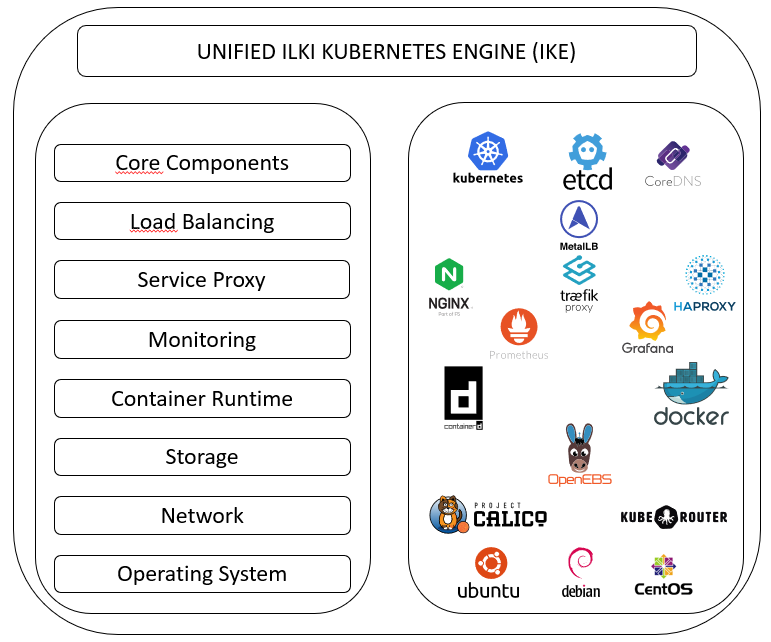 UNIFIED ILKI KUBERNETES ENGINE (IKE)
Core Components
Load Balancing
Service Proxy
Monitoring
Container Runtime
Storage
Network
Operating System
kubernetes
etcd
CoreDNS
MetalLB
NGINX
Part of F5
træfik
proxy
HAPROXY
Prometheus
Grafana
d
containerd
docker
OpenEBS
PROJECT
CALICO
KUBE ROUTER
ubuntu
debian
CentOS